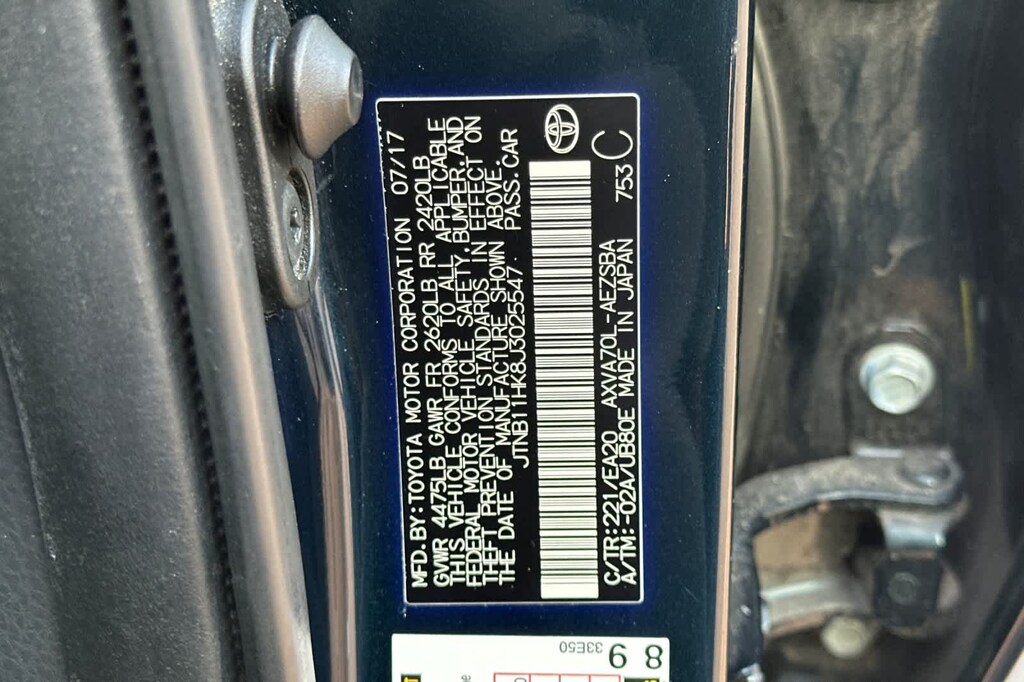 MFD.BY:TOYOTA MOTOR CORPORATION 07/17
GVWR 4475LB GAWR FR 2620LB RR 2420LB
THIS VEHICLE CONFORMS TO ALL APPLICABLE
FEDERAL MOTOR VEHICLE SAFETY,BUMPER,AND
THEFT PREVENTION STANDARDS IN EFFECT ON
THE DATE OF MANUFACTURE SHOWN ABOVE.
JTNB11HK8J3025547 PASS.CAR
C/TR:221/EA20 AXVA70L-AEZSBA 753 C
A/TM:-02A/UB80E MADE IN JAPAN
33E50
8 9